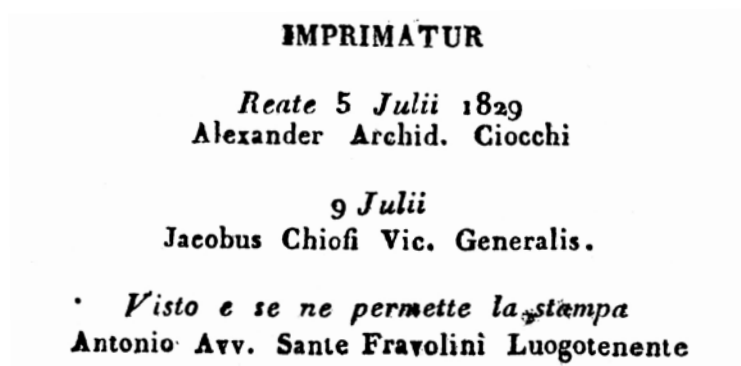 IMPRIMATUR
Reate 5 Julii 1829
Alexander Archid. Ciocchi
9 Julii
Jacobus Chiosi Vic. Generalis.
Visto e se ne permette la stampa
Antonio Avv. Sante Fravolini Luogotenente